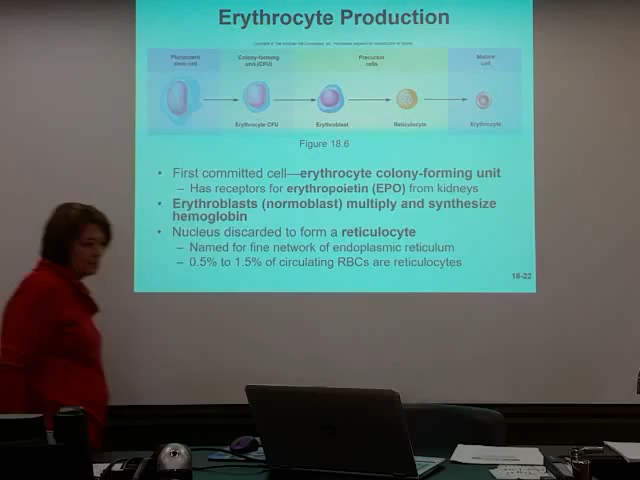 Erythrocyte Production
Pluripotent
stem cell
Colony-forming
unit (CFU)
Precursor
cells
Mature
cell
Erythrocyte CFU
Erythroblast
Reticulocyte
Erythrocyte
Figure 18.6
• First committed cell—erythrocyte colony-forming unit
– Has receptors for erythropoietin (EPO) from kidneys
• Erythroblasts (normoblast) multiply and synthesize
hemoglobin
• Nucleus discarded to form a reticulocyte
– Named for fine network of endoplasmic reticulum
– 0.5% to 1.5% of circulating RBCs are reticulocytes
18-22